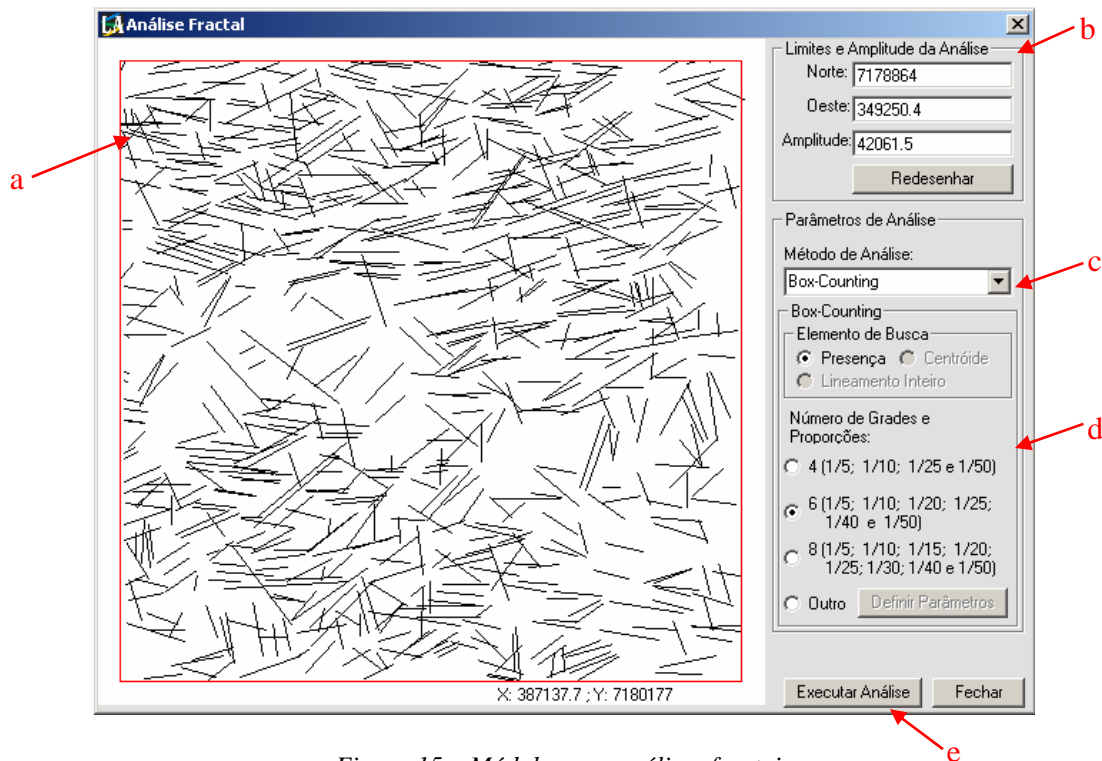 Análise Fractal
b
Limites e Amplitude da Análise
Norte: 7178864
Oeste: 349250.4
Amplitude: 42061.5
Redesenhar
a
Parâmetros de Análise
Método de Análise:
Box-Counting
c
Box-Counting
Elemento de Busca
Presença Centróide
Lineamento Inteiro
Número de Grades e
Proporções:
d
4 (1/5; 1/10; 1/25 e 1/50)
6 (1/5; 1/10; 1/20; 1/25;
1/40 e 1/50)
8 (1/5; 1/10; 1/15; 1/20;
1/25; 1/30; 1/40 e 1/50)
Outro Definir Parâmetros
X: 387137.7 ; Y: 7180177
Executar Análise Fechar
e